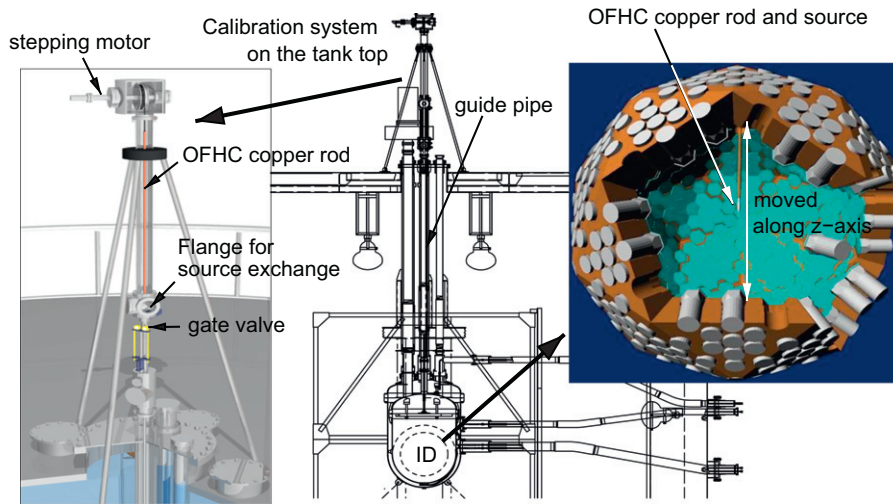 stepping motor
Calibration system
on the tank top
OFHC copper rod and source
guide pipe
OFHC copper rod
moved
along z−axis
Flange for
source exchange
gate valve
ID